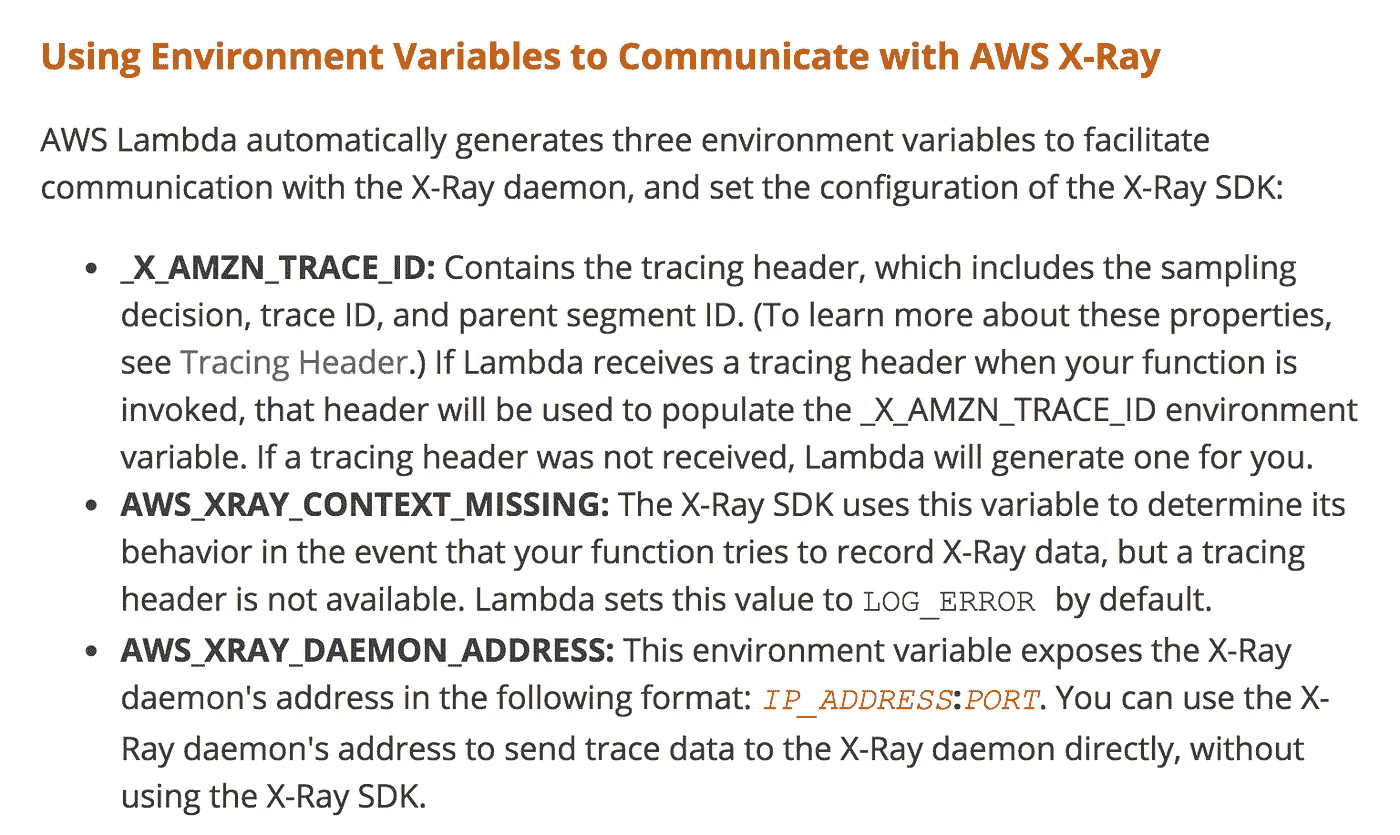 Using Environment Variables to Communicate with AWS X-Ray
AWS Lambda automatically generates three environment variables to facilitate
communication with the X-Ray daemon, and set the configuration of the X-Ray SDK:
• _X_AMZN_TRACE_ID: Contains the tracing header, which includes the sampling
decision, trace ID, and parent segment ID. (To learn more about these properties,
see Tracing Header.) If Lambda receives a tracing header when your function is
invoked, that header will be used to populate the _X_AMZN_TRACE_ID environment
variable. If a tracing header was not received, Lambda will generate one for you.
• AWS_XRAY_CONTEXT_MISSING: The X-Ray SDK uses this variable to determine its
behavior in the event that your function tries to record X-Ray data, but a tracing
header is not available. Lambda sets this value to LOG_ERROR by default.
• AWS_XRAY_DAEMON_ADDRESS: This environment variable exposes the X-Ray
daemon's address in the following format: IP_ADDRESS:PORT. You can use the X-
Ray daemon's address to send trace data to the X-Ray daemon directly, without
using the X-Ray SDK.